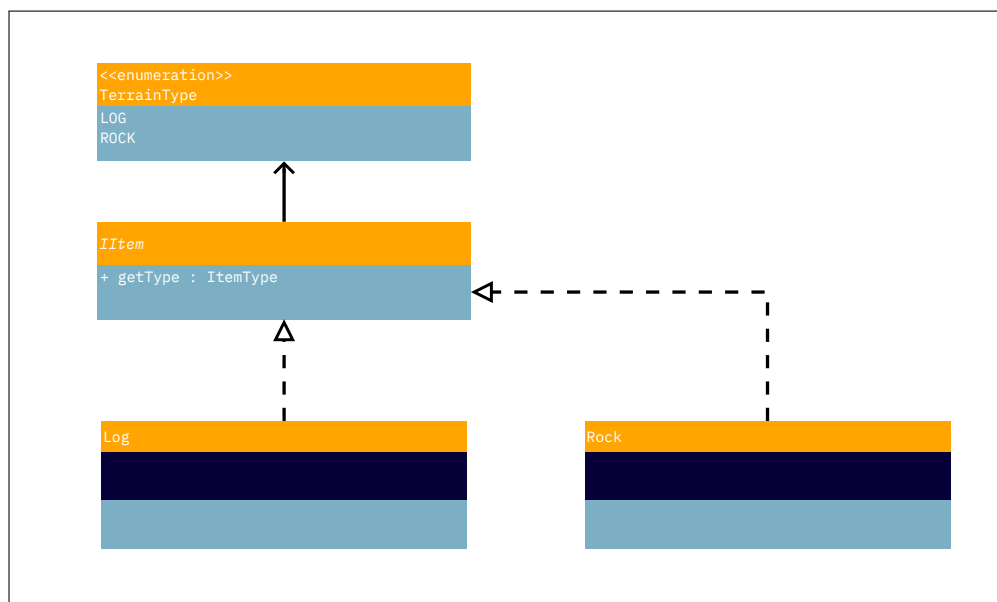 <<enumeration>>
TerrainType
LOG
ROCK
IItem
+ getType : ItemType
Log
Rock